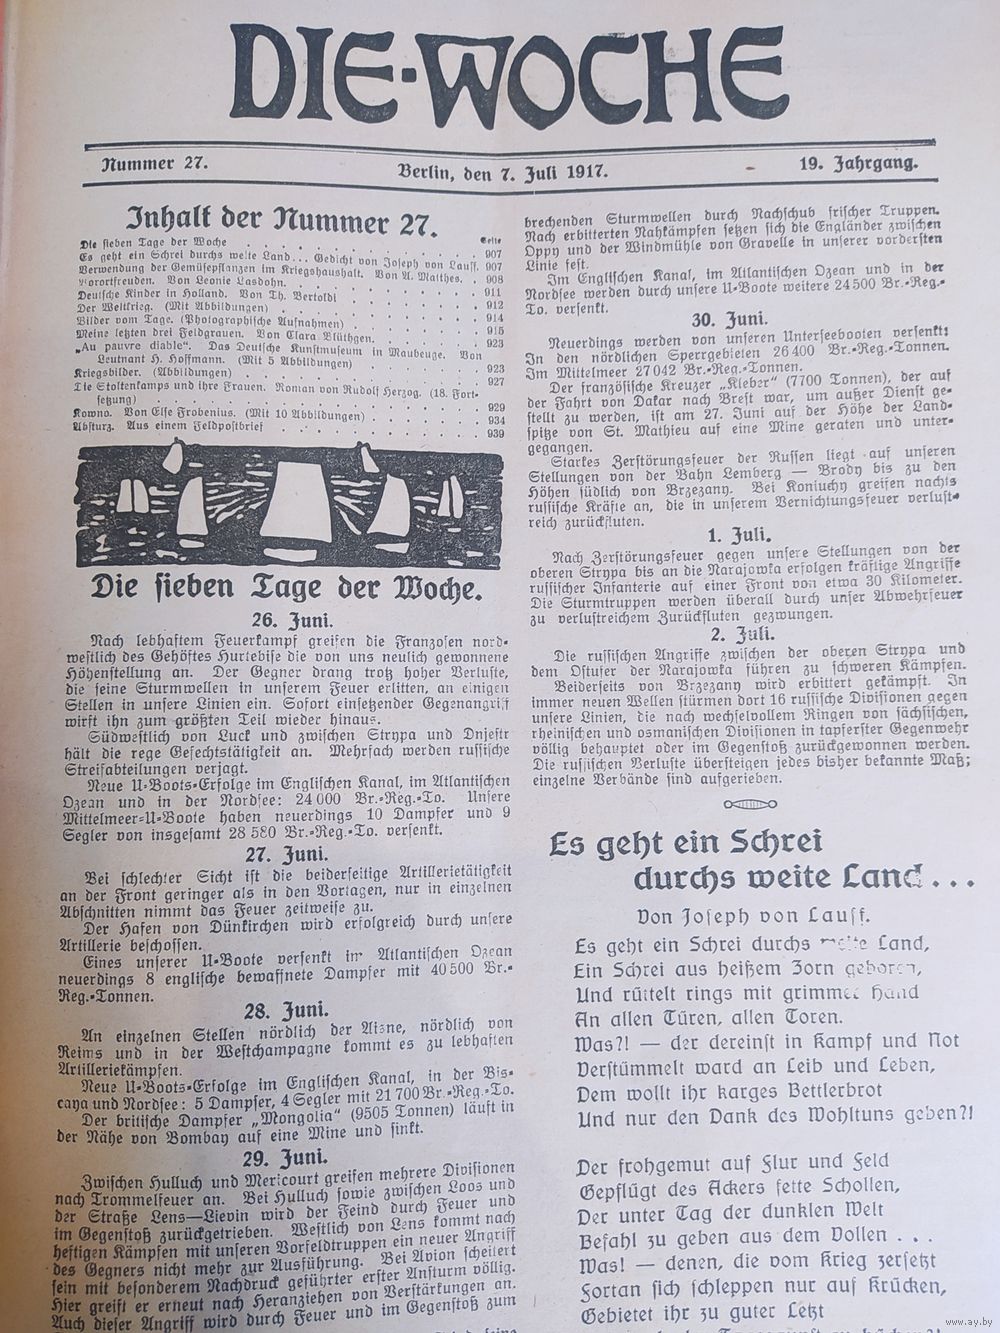 DIE-WOCHE
Nummer 27.
Berlin, den 7. Juli 1917.
19. Jahrgang.
Inhalt der Nummer 27.
Seite
Die sieben Tage der Woche . . . . . . . . . . 907
Es geht ein Schrei durchs weite Land... Gedicht von Joseph von Lauff. 907
Verwendung der Gemüsepflanzen im Kriegshaushalt. Von A. Matthes. . 908
Vorortfreuden. Von Leonie Lasdohn.
Deutsche Kinder in Holland. Von Th. Bertoldi . . . . . . 911
Der Weltkrieg. (Mit Abbildungen) . . . . . . 912
Bilder vom Tage. (Photographische Aufnahmen) . . . . . . 914
Meine letzten drei Feldgrauen. Von Clara Blüthgen. . . . . 915
„Au pauvre diable“. Das Deutsche Kunstmuseum in Maubeuge. Von 923
Leutnant H. Hoffmann. (Mit 5 Abbildungen) . . . . . .
Kriegsbilder. (Abbildungen) . . . . . . 923
Die Stoltenkamps und ihre Frauen. Roman von Rudolf Herzog. (18. Fort- 927
setzung) . . . . . . 929
Kowno. Von Else Frobenius. (Mit 10 Abbildungen) . . . . 934
Absturz. Aus einem Feldpostbrief . . . . . . 939
Die sieben Tage der Woche.
26. Juni.
Nach lebhaftem Feuerkampf greifen die Franzosen nord-
westlich des Gehöftes Hurtebise die von uns neulich gewonnene
Höhenstellung an. Der Gegner drang trotz hoher Verluste,
die seine Sturmwellen in unserem Feuer erlitten, an einigen
Stellen in unsere Linien ein. Sofort einsetzender Gegenangriff
wirft ihn zum größten Teil wieder hinaus.
Südwestlich von Luck und zwischen Strypa und Dnjestr
hält die rege Gefechtstätigkeit an. Mehrfach werden russische
Streifabteilungen verjagt.
Neue U-Boots-Erfolge im Englischen Kanal, im Atlantischen
Ozean und in der Nordsee: 24 000 Br.-Reg.-To. Unsere
Mittelmeer-U-Boote haben neuerdings 10 Dampfer und 9
Segler von insgesamt 28 580 Br.-Reg.-To. versenkt.
27. Juni.
Bei schlechter Sicht ist die beiderseitige Artillerietätigkeit
an der Front geringer als in den Vortagen, nur in einzelnen
Abschnitten nimmt das Feuer zeitweise zu.
Der Hafen von Dünkirchen wird erfolgreich durch unsere
Artillerie beschossen.
Eines unserer U-Boote versenkt im Atlantischen Ozean
neuerdings 8 englische bewaffnete Dampfer mit 40 500 Br.-
Reg.-Tonnen.
28. Juni.
An einzelnen Stellen nördlich der Aisne, nördlich von
Reims und in der Westchampagne kommt es zu lebhaften
Artilleriekämpfen.
Neue U-Boots-Erfolge im Englischen Kanal, in der Bis-
caya und Nordsee: 5 Dampfer, 4 Segler mit 21 700 Br.-Reg.-To.
Der britische Dampfer „Mongolia“ (9505 Tonnen) läuft in
der Nähe von Bombay auf eine Mine und sinkt.
29. Juni.
Zwischen Hulluch und Mericourt greifen mehrere Divisionen
nach Trommelfeuer an. Bei Hulluch sowie zwischen Loos und
der Straße Lens—Lievin wird der Feind durch Feuer und
im Gegenstoß zurückgetrieben. Westlich von Lens kommt nach
heftigen Kämpfen mit unseren Vorfeldtruppen ein neuer Angriff
des Gegners nicht mehr zur Ausführung. Bei Avion scheitert
sein mit besonderem Nachdruck geführter erster Ansturm völlig.
Hier greift er erneut nach Heranziehen von Verstärkungen an.
Auch dieser Angriff wird durch Feuer und im Gegenstoß zum
brechenden Sturmwellen durch Nachschub frischer Truppen.
Nach erbitterten Nahkämpfen setzen sich die Engländer zwischen
Oppy und der Windmühle von Gavrelle in unserer vordersten
Linie fest.
Im Englischen Kanal, im Atlantischen Ozean und in der
Nordsee werden durch unsere U-Boote weitere 24 500 Br.-Reg.-
To. versenkt.
30. Juni.
Neuerdings werden von unseren Unterseebooten versenkt:
In den nördlichen Sperrgebieten 26 400 Br.-Reg.-Tonnen.
Im Mittelmeer 27 042 Br.-Reg.-Tonnen.
Der französische Kreuzer „Kleber“ (7700 Tonnen), der auf
der Fahrt von Dakar nach Brest war, um außer Dienst ge-
stellt zu werden, ist am 27. Juni auf der Höhe der Land-
spitze von St. Mathieu auf eine Mine geraten und unter-
gegangen.
Starkes Zerstörungsfeuer der Russen liegt auf unseren
Stellungen von der Bahn Lemberg — Brody bis zu den
Höhen südlich von Brzezany. Bei Koniuchy greifen nachts
russische Kräfte an, die in unserem Vernichtungsfeuer verlust-
reich zurückfluten.
1. Juli.
Nach Zerstörungsfeuer gegen unsere Stellungen von der
oberen Strypa bis an die Narajowka erfolgen kräftige Angriffe
russischer Infanterie auf einer Front von etwa 30 Kilometer.
Die Sturmtruppen werden überall durch unser Abwehrfeuer
zu verlustreichem Zurückfluten gezwungen.
2. Juli.
Die russischen Angriffe zwischen der oberen Strypa und
dem Ostufer der Narajowka führen zu schweren Kämpfen.
Beiderseits von Brzezany wird erbittert gekämpft. In
immer neuen Wellen stürmen dort 16 russische Divisionen gegen
unsere Linien, die nach wechselvollem Ringen von sächsischen,
rheinischen und osmanischen Divisionen in tapferster Gegenwehr
völlig behauptet oder im Gegenstoß zurückgewonnen werden.
Die russischen Verluste übersteigen jedes bisher bekannte Maß;
einzelne Verbände sind aufgerieben.
Es geht ein Schrei
durchs weite Land...
Von Joseph von Lauff.
Es geht ein Schrei durchs weite Land,
Ein Schrei aus heißem Zorn geboren,
Und rüttelt rings mit grimmer Hand
An allen Türen, allen Toren.
Was?! — der dereinst in Kampf und Not
Verstümmelt ward an Leib und Leben,
Dem wollt ihr karges Bettlerbrot
Und nur den Dank des Wohltuns geben?!
Der frohgemut auf Flur und Feld
Gepflügt des Ackers fette Schollen,
Der unter Tag der dunklen Welt
Befahl zu geben aus dem Vollen . . .
Was! — denen, die vom Krieg zersetzt
Fortan sich schleppen nur auf Krücken,
Gebietet ihr zu guter Letzt
www.ay.by